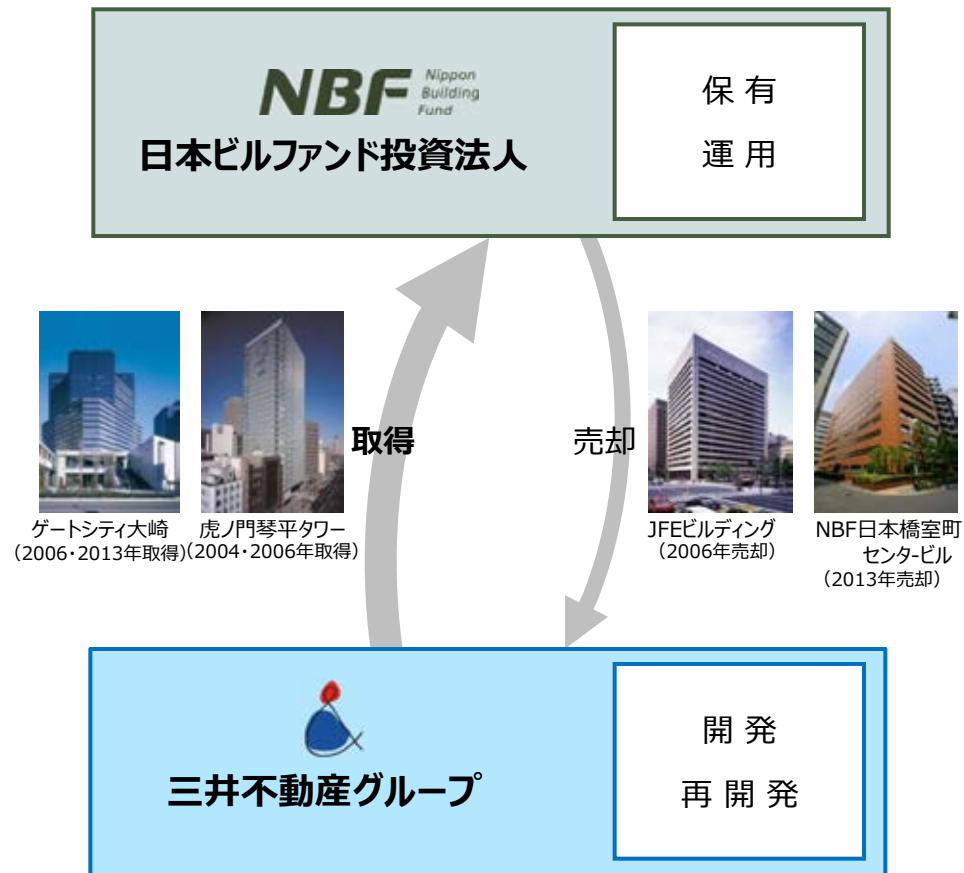 NBF Nippon
Building
Fund
日本ビルファンド投資法人
保 有
運 用
取得
売却
ゲートシティ大崎
(2006・2013年取得)
虎ノ門琴平タワー
(2004・2006年取得)
JFEビルディング
(2006年売却)
NBF日本橋室町
センタービル
(2013年売却)
三井不動産グループ
開 発
再 開 発